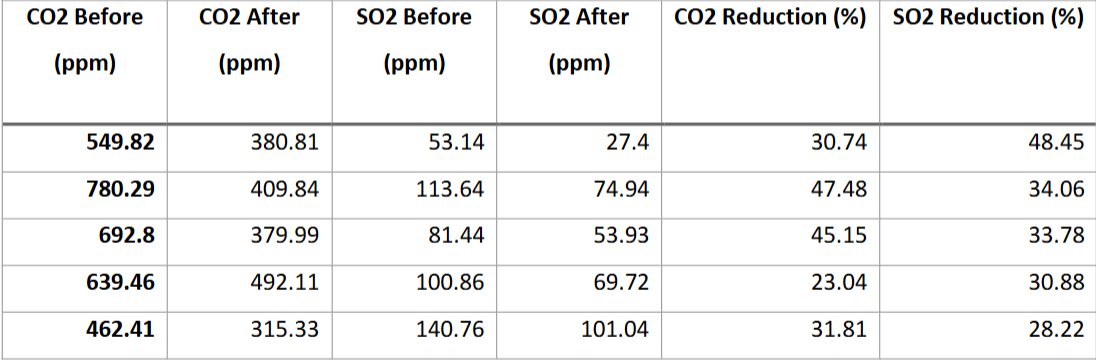 CO2 Before (ppm) CO2 After (ppm) SO2 Before (ppm) SO2 After (ppm) CO2 Reduction (%) SO2 Reduction (%)
549.82 380.81 53.14 27.4 30.74 48.45
780.29 409.84 113.64 74.94 47.48 34.06
692.8 379.99 81.44 53.93 45.15 33.78
639.46 492.11 100.86 69.72 23.04 30.88
462.41 315.33 140.76 101.04 31.81 28.22